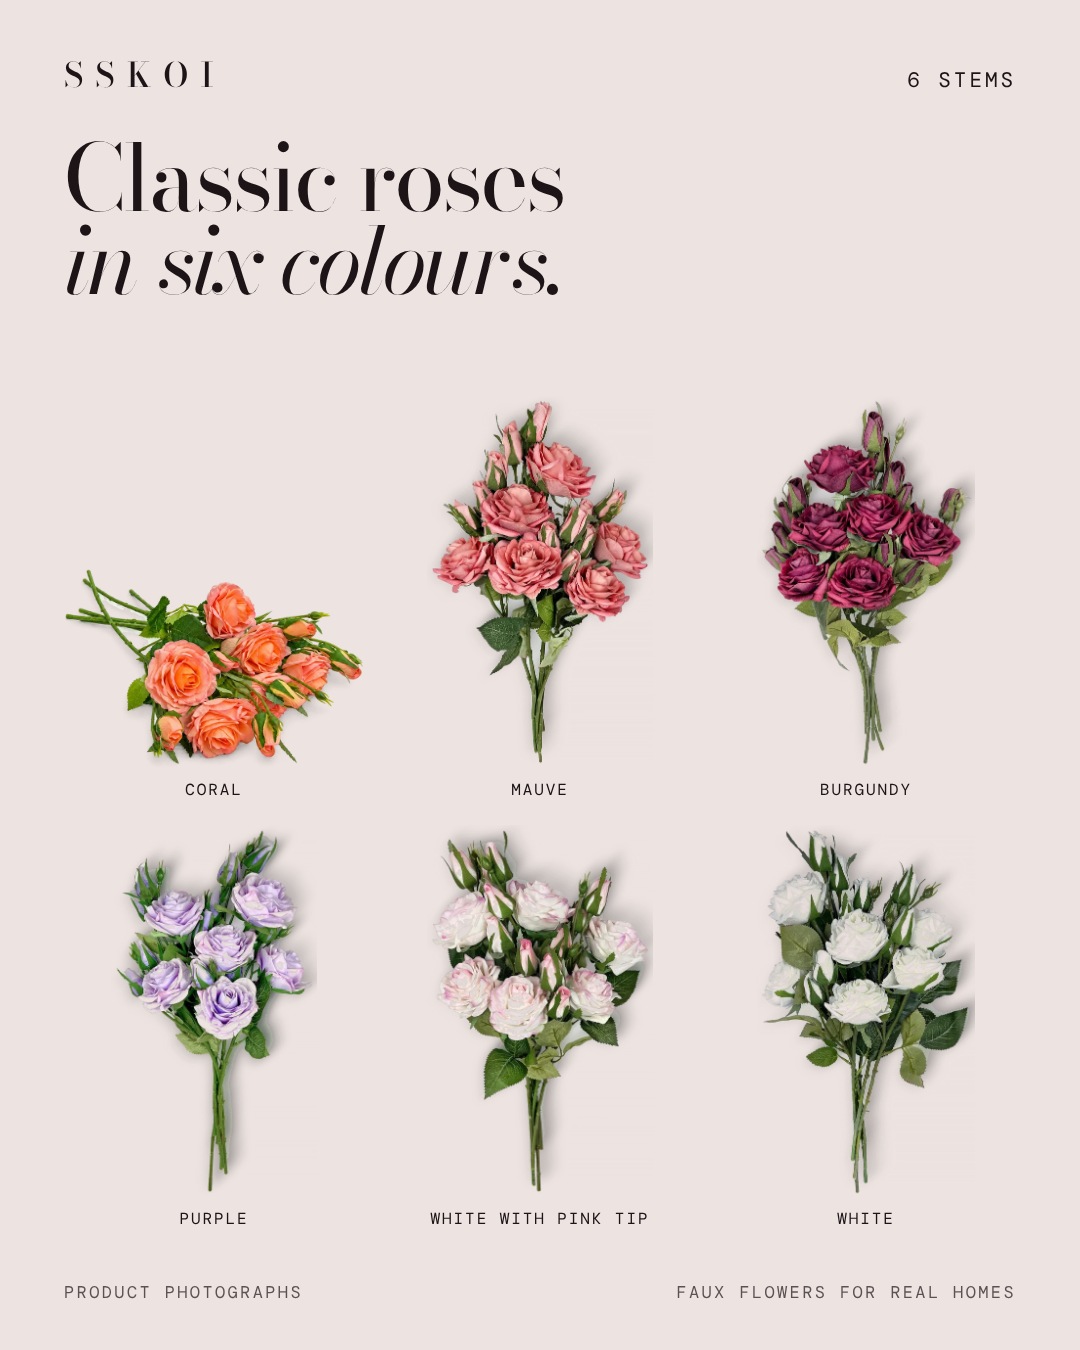 SSKOI
6 STEMS
Classic roses
in six colours.
CORAL
MAUVE
BURGUNDY
PURPLE
WHITE WITH PINK TIP
WHITE
PRODUCT PHOTOGRAPHS
FAUX FLOWERS FOR REAL HOMES